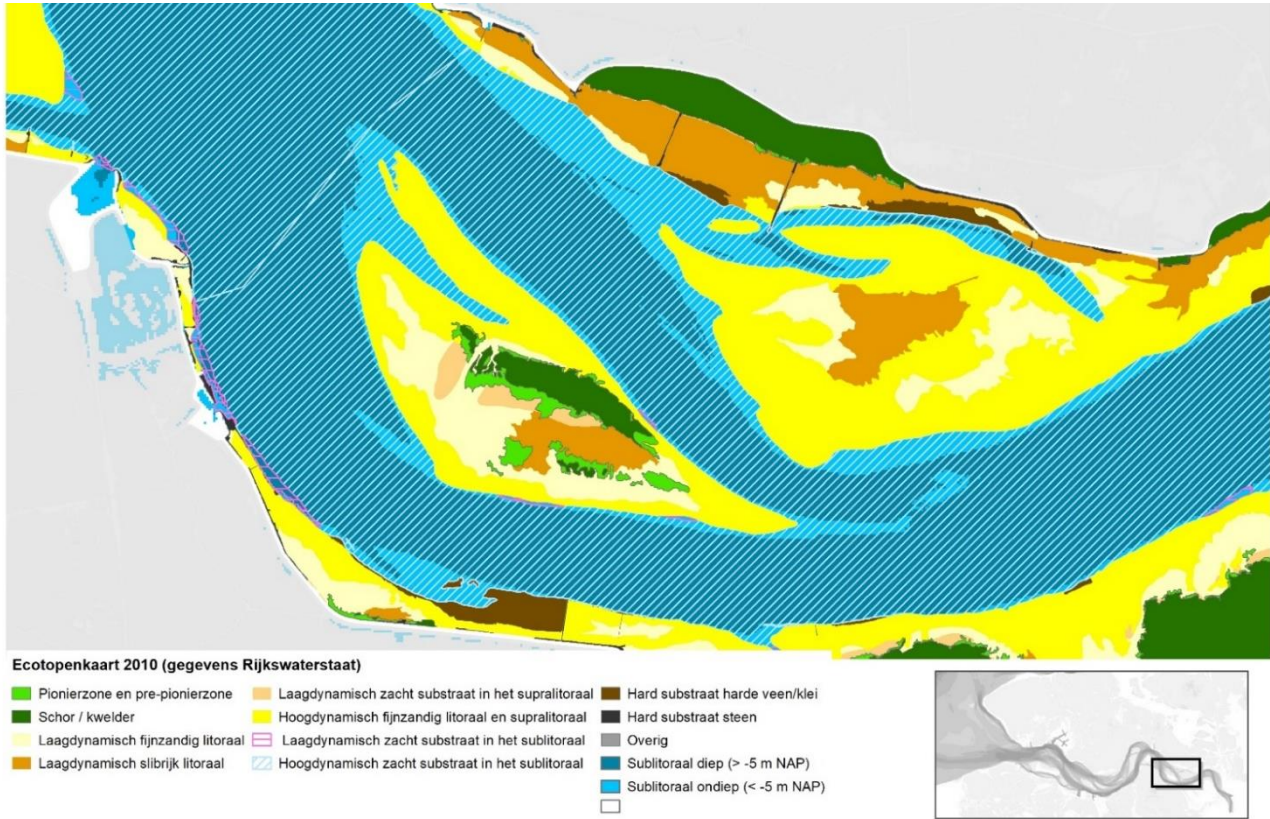 Ecotopenkaart 2010 (gegevens Rijkswaterstaat)
Pionierzone en pre-pionierzone
Schor / kwelder
Laagdynamisch fijnzandig litoraal
Laagdynamisch slibrijk litoraal
Laagdynamisch zacht substraat in het supralitoraal
Hoogdynamisch fijnzandig litoraal en supralitoraal
Laagdynamisch zacht substraat in het sublitoraal
Hoogdynamisch zacht substraat in het sublitoraal
Hard substraat harde veen/klei
Hard substraat steen
Overig
Sublitoraal diep (> -5 m NAP)
Sublitoraal ondiep (< -5 m NAP)